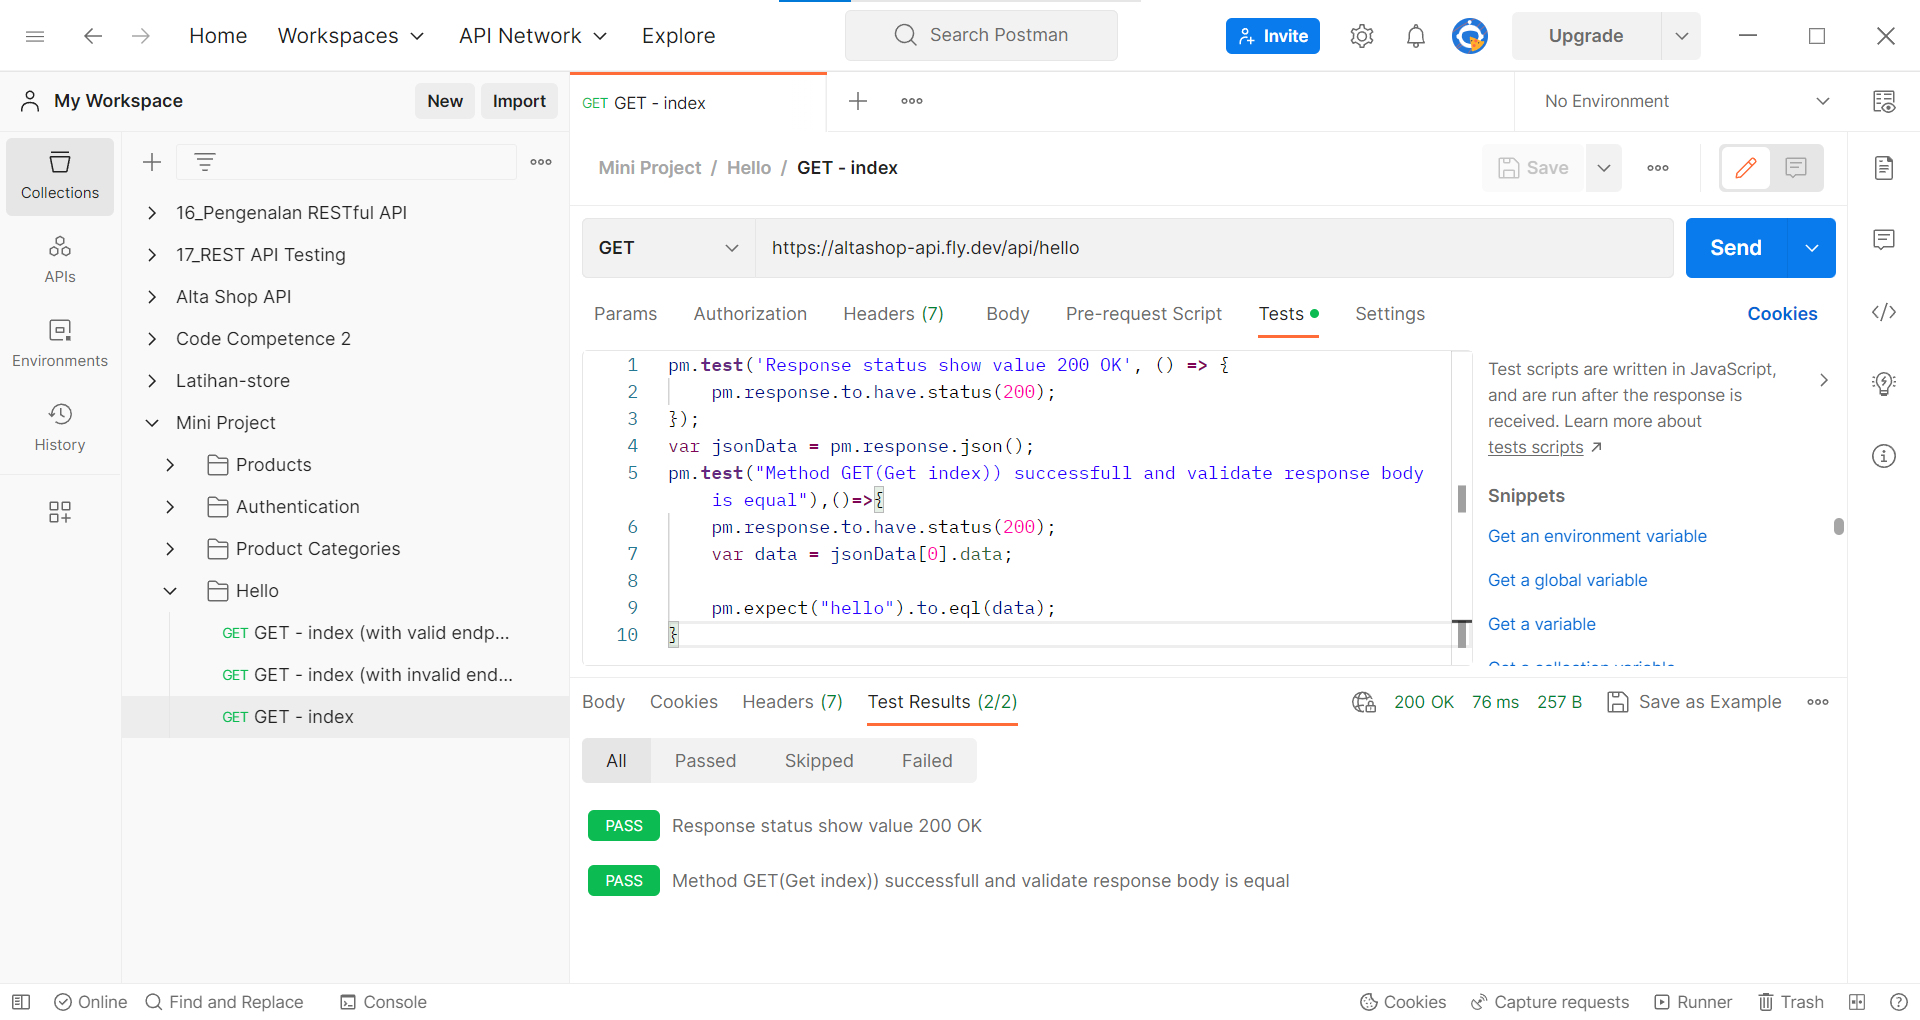 Home Workspaces API Network Explore Search Postman Invite Upgrade
My Workspace New Import GET GET - index No Environment
Mini Project / Hello / GET - index Save
Collections
APIs
Environments
History
16_Pengenalan RESTful API
17_REST API Testing
Alta Shop API
Code Competence 2
Latihan-store
Mini Project
Products
Authentication
Product Categories
Hello
GET GET - index (with valid endp...
GET GET - index (with invalid end...
GET GET - index
GET https://altashop-api.fly.dev/api/hello Send
Params Authorization Headers (7) Body Pre-request Script Tests Settings Cookies
1 pm.test('Response status show value 200 OK', () => {
2 pm.response.to.have.status(200);
3 });
4 var jsonData = pm.response.json();
5 pm.test("Method GET(Get index)) successfull and validate response body
is equal"),()=>{
6 pm.response.to.have.status(200);
7 var data = jsonData[0].data;
8
9 pm.expect("hello").to.eql(data);
10 }
Test scripts are written in JavaScript,
and are run after the response is
received. Learn more about
tests scripts
Snippets
Get an environment variable
Get a global variable
Get a variable
Body Cookies Headers (7) Test Results (2/2) 200 OK 76 ms 257 B Save as Example
All Passed Skipped Failed
PASS Response status show value 200 OK
PASS Method GET(Get index)) successfull and validate response body is equal
Online Find and Replace Console Cookies Capture requests Runner Trash